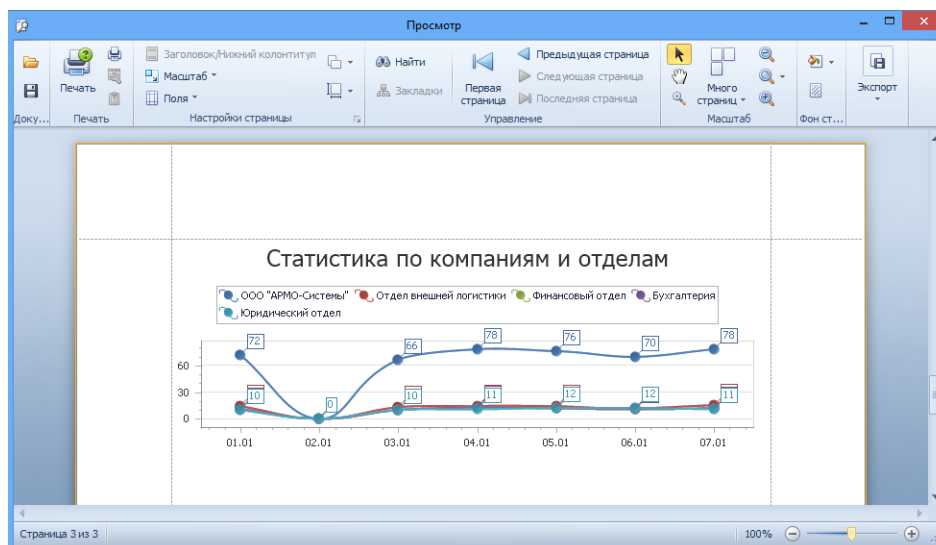 Просмотр
Заголовок/Нижний колонтитул
Масштаб
Поля
Печать
Найти
Закладки
Первая страница
Предыдущая страница
Следующая страница
Последняя страница
Много страниц
Экспорт
Доку...
Печать
Настройки страницы
Управление
Масштаб
Фон ст...
Статистика по компаниям и отделам
ООО "АРМО-Системы" Отдел внешней логистики Финансовый отдел Бухгалтерия
Юридический отдел
72 66 78 76 70 78
60
30
0
10 0 10 11 12 12 11
01.01 02.01 03.01 04.01 05.01 06.01 07.01
Страница 3 из 3
100%